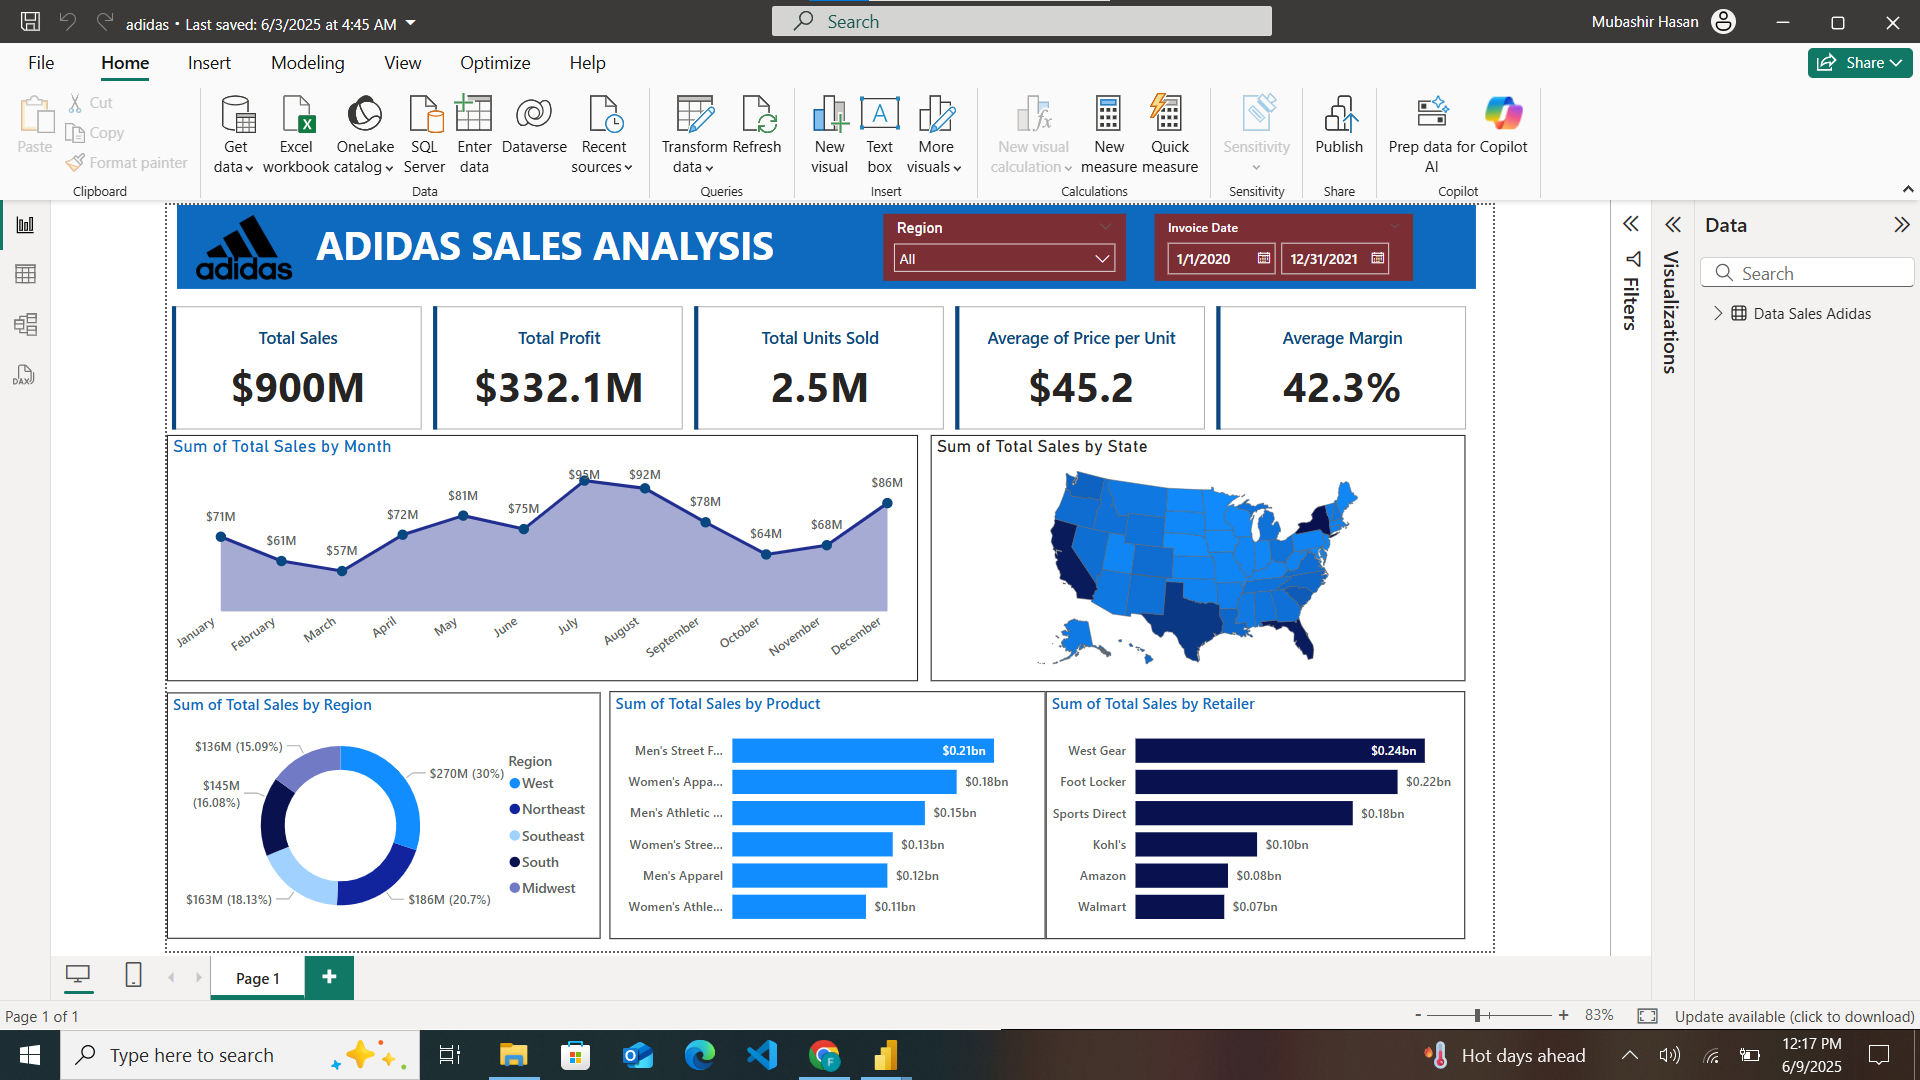 adidas • Last saved: 6/3/2025 at 4:45 AM
Search
Mubashir Hasan
File
Home
Insert
Modeling
View
Optimize
Help
Share
Paste
Cut
Copy
Format painter
Clipboard
Get data
Excel workbook
OneLake catalog
SQL Server
Enter data
Dataverse
Recent sources
Data
Transform data
Refresh
Queries
New visual
Text box
More visuals
Insert
New visual calculation
New measure
Quick measure
Calculations
Sensitivity
Sensitivity
Publish
Share
Prep data for AI
Copilot
Copilot
adidas
ADIDAS SALES ANALYSIS
Region
All
Invoice Date
1/1/2020
12/31/2021
Total Sales
$900M
Total Profit
$332.1M
Total Units Sold
2.5M
Average of Price per Unit
$45.2
Average Margin
42.3%
Sum of Total Sales by Month
$71M
$61M
$57M
$72M
$81M
$75M
$95M
$92M
$78M
$64M
$68M
$86M
January
February
March
April
May
June
July
August
September
October
November
December
Sum of Total Sales by State
Sum of Total Sales by Region
$136M (15.09%)
$145M
(16.08%)
$163M (18.13%)
$270M (30%)
$186M (20.7%)
Region
West
Northeast
Southeast
South
Midwest
Sum of Total Sales by Product
Men's Street F...
$0.21bn
Women's Appa...
$0.18bn
Men's Athletic ...
$0.15bn
Women's Stree...
$0.13bn
Men's Apparel
$0.12bn
Women's Athle...
$0.11bn
Sum of Total Sales by Retailer
West Gear
$0.24bn
Foot Locker
$0.22bn
Sports Direct
$0.18bn
Kohl's
$0.10bn
Amazon
$0.08bn
Walmart
$0.07bn
Filters
Visualizations
Data
Search
Data Sales Adidas
DAX
Page 1
+
Page 1 of 1
- + 83%
Update available (click to download)
Type here to search
F
Hot days ahead
12:17 PM
6/9/2025